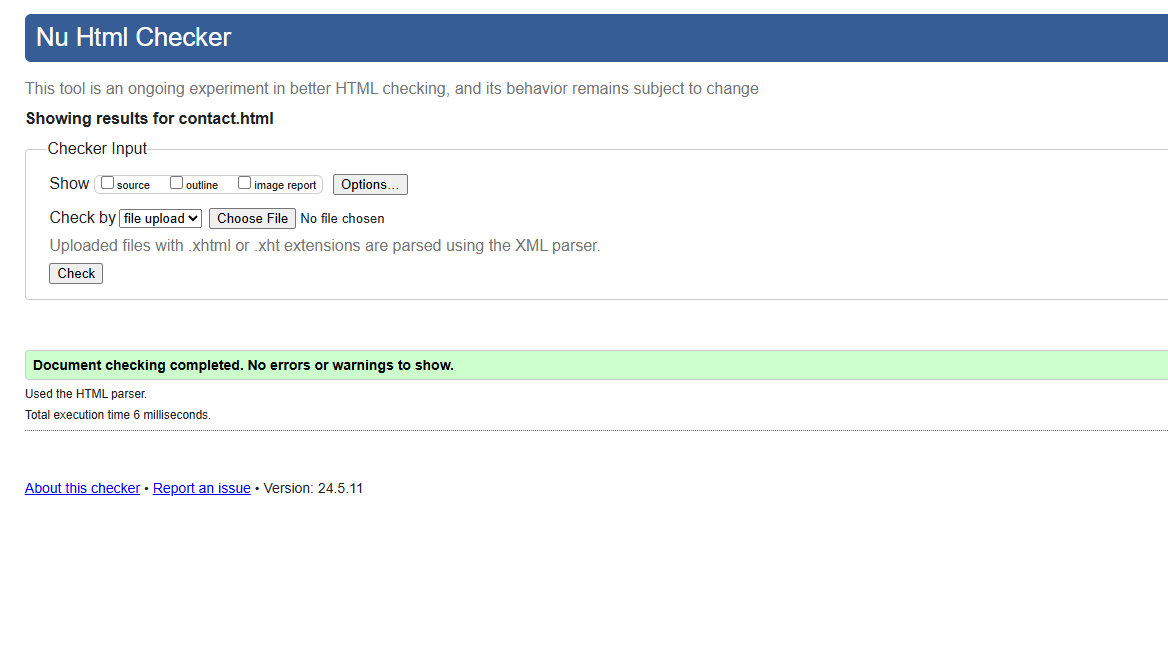 Nu Html Checker
This tool is an ongoing experiment in better HTML checking, and its behavior remains subject to change
Showing results for contact.html
Checker Input
Show source outline image report Options...
Check by file upload Choose File No file chosen
Uploaded files with .xhtml or .xht extensions are parsed using the XML parser.
Check
Document checking completed. No errors or warnings to show.
Used the HTML parser.
Total execution time 6 milliseconds.
About this checker • Report an issue • Version: 24.5.11